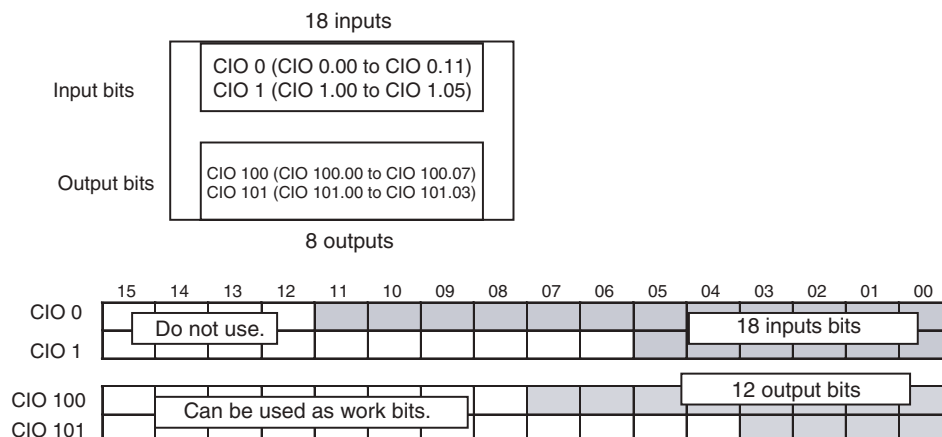 18 inputs
Input bits
CIO 0 (CIO 0.00 to CIO 0.11)
CIO 1 (CIO 1.00 to CIO 1.05)
Output bits
CIO 100 (CIO 100.00 to CIO 100.07)
CIO 101 (CIO 101.00 to CIO 101.03)
8 outputs
15 14 13 12 11 10 09 08 07 06 05 04 03 02 01 00
CIO 0
Do not use.
18 inputs bits
CIO 1
CIO 100
12 output bits
Can be used as work bits.
CIO 101